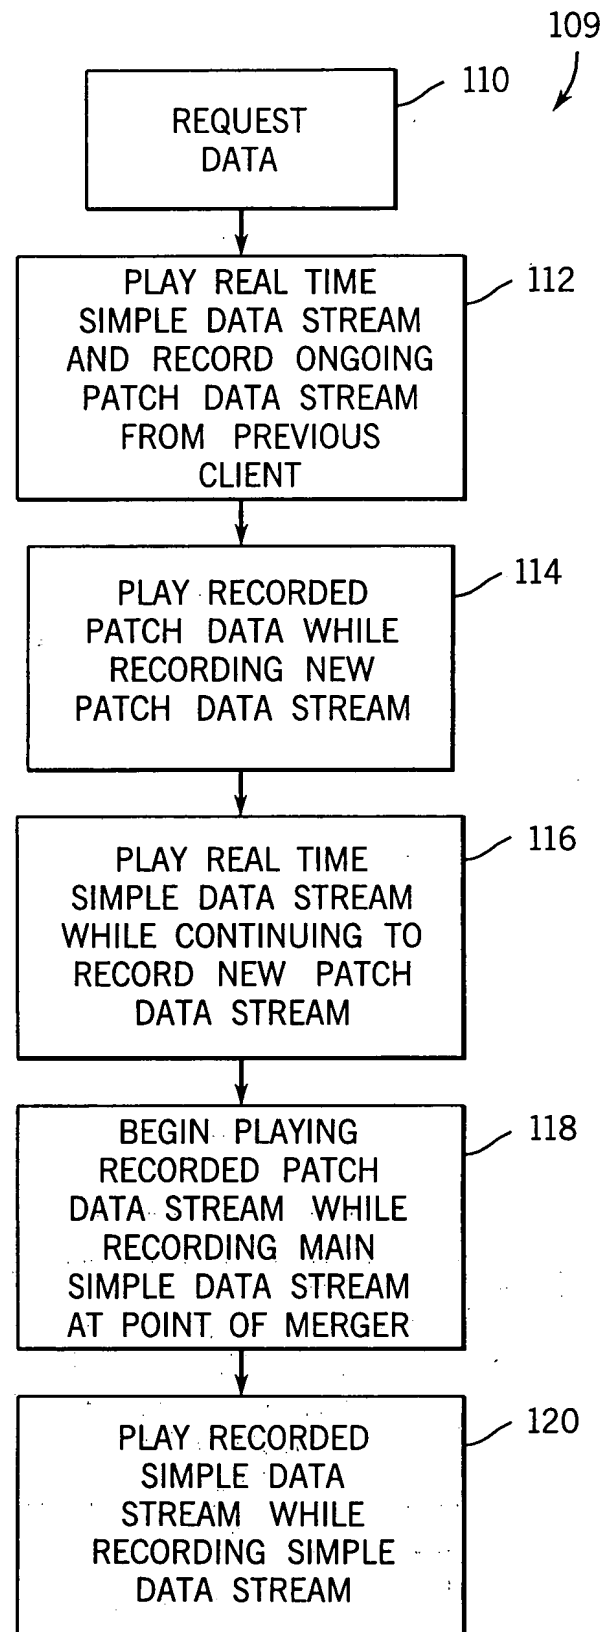 109
110
REQUEST
DATA
112
PLAY REAL TIME
SIMPLE DATA STREAM
AND RECORD ONGOING
PATCH DATA STREAM
FROM PREVIOUS
CLIENT
114
PLAY RECORDED
PATCH DATA WHILE
RECORDING NEW
PATCH DATA STREAM
116
PLAY REAL TIME
SIMPLE DATA STREAM
WHILE CONTINUING TO
RECORD NEW PATCH
DATA STREAM
118
BEGIN PLAYING
RECORDED PATCH
DATA STREAM WHILE
RECORDING MAIN
SIMPLE DATA STREAM
AT POINT OF MERGER
120
PLAY RECORDED
SIMPLE DATA
STREAM WHILE
RECORDING SIMPLE
DATA STREAM